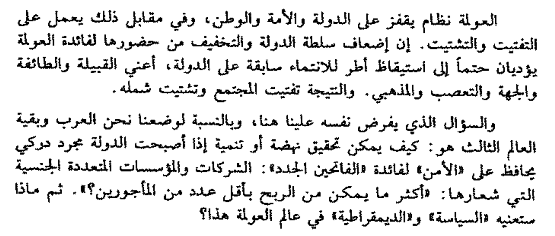 العولمة نظام يقفز على الدولة والأمة والوطن، وفي مقابل ذلك يعمل على
التفتيت والتشتيت. إن إضعاف سلطة الدولة والتخفيف من حضورها لفائدة العولمة
يؤديان حتماً إلى استيقاظ أطر للانتماء سابقة على الدولة، أعني القبيلة والطائفة
والجهة والتعصب والمذهبي. والنتيجة تفتيت المجتمع وتشتيت شمله.
والسؤال الذي يفرض نفسه علينا هنا، وبالنسبة لوضعنا نحن العرب وبقية
العالم الثالث هو: كيف يمكن تحقيق نهضة أو تنمية إذا أصبحت الدولة مجرد دركي
يحافظ على «الأمن» لفائدة «الفاتحين الجدد»: الشركات والمؤسسات المتعددة الجنسية
التي شعارها: «أكثر ما يمكن من الربح بأقل عدد من المأجورين؟». ثم ماذا
ستعنيه «السياسة» و«الديمقراطية» في عالم العولمة هذا؟